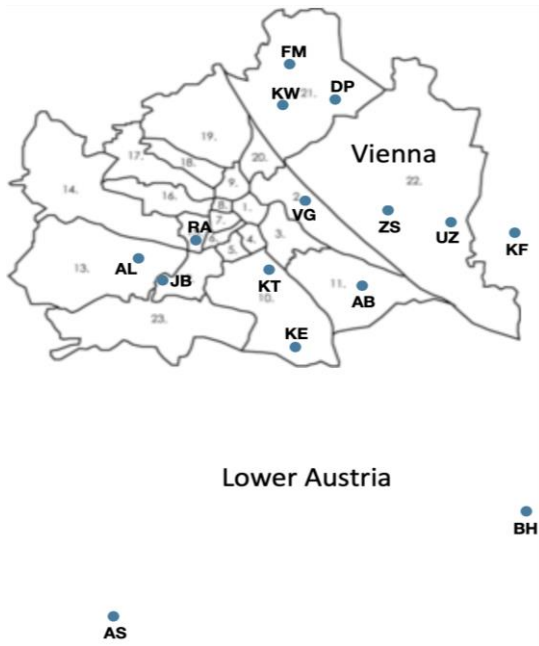 FM
KW 21. DP
19.
Vienna
17. 18. 20.
14. 16. 9. 22.
8. 1. 2.
7. VG
RA ZS UZ
6. 5. 4. 3. KF
13. AL JB KT 11.
10. AB
23.
KE
Lower Austria
BH
AS